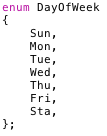 enum DayOfWeek
{
    Sun,
    Mon,
    Tue,
    Wed,
    Thu,
    Fri,
    Sta,
};